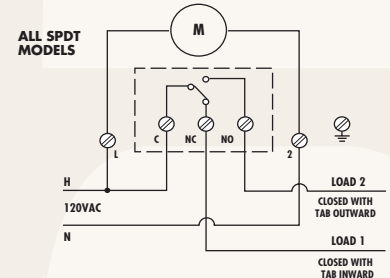 ALL SPDT
MODELS
M
L
C
NC
NO
2
H
120VAC
N
LOAD 2
CLOSED WITH
TAB OUTWARD
LOAD 1
CLOSED WITH
TAB INWARD